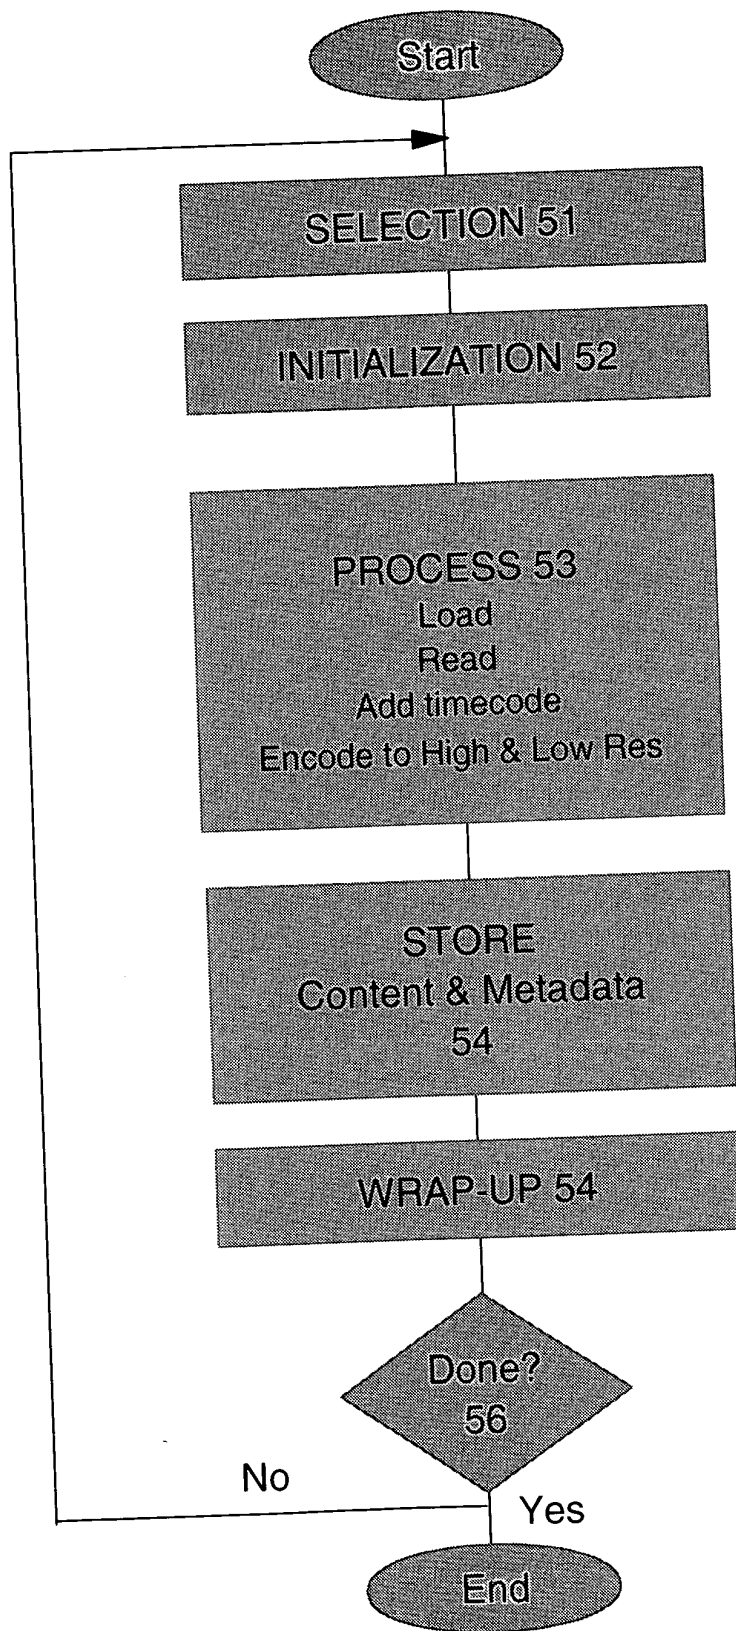 Start
SELECTION 51
INITIALIZATION 52
PROCESS 53
Load
Read
Add timecode
Encode to High & Low Res
STORE
Content & Metadata
54
WRAP-UP 54
Done?
56
No
Yes
End